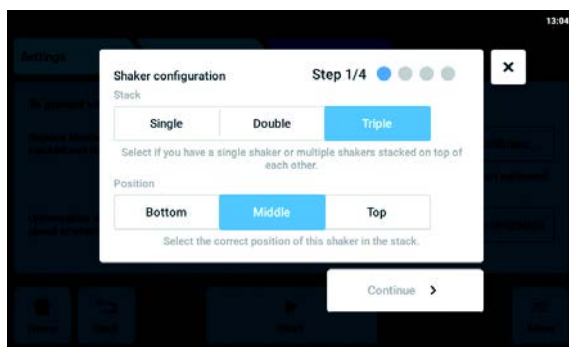 13:04
Settings
Shaker configuration
Step 1/4
Stack
Single
Double
Triple
Select if you have a single shaker or multiple shakers stacked on top of
each other.
Position
Bottom
Middle
Top
Select the correct position of this shaker in the stack.
Continue